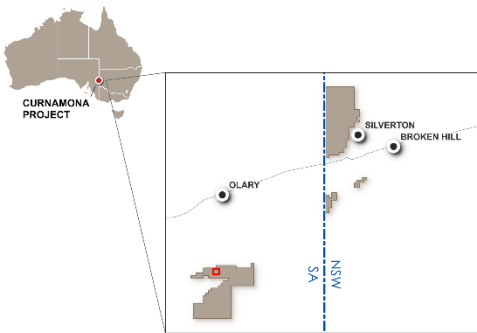 CURNAMONA
PROJECT
SILVERTON
BROKEN HILL
OLARY
NSW
SA